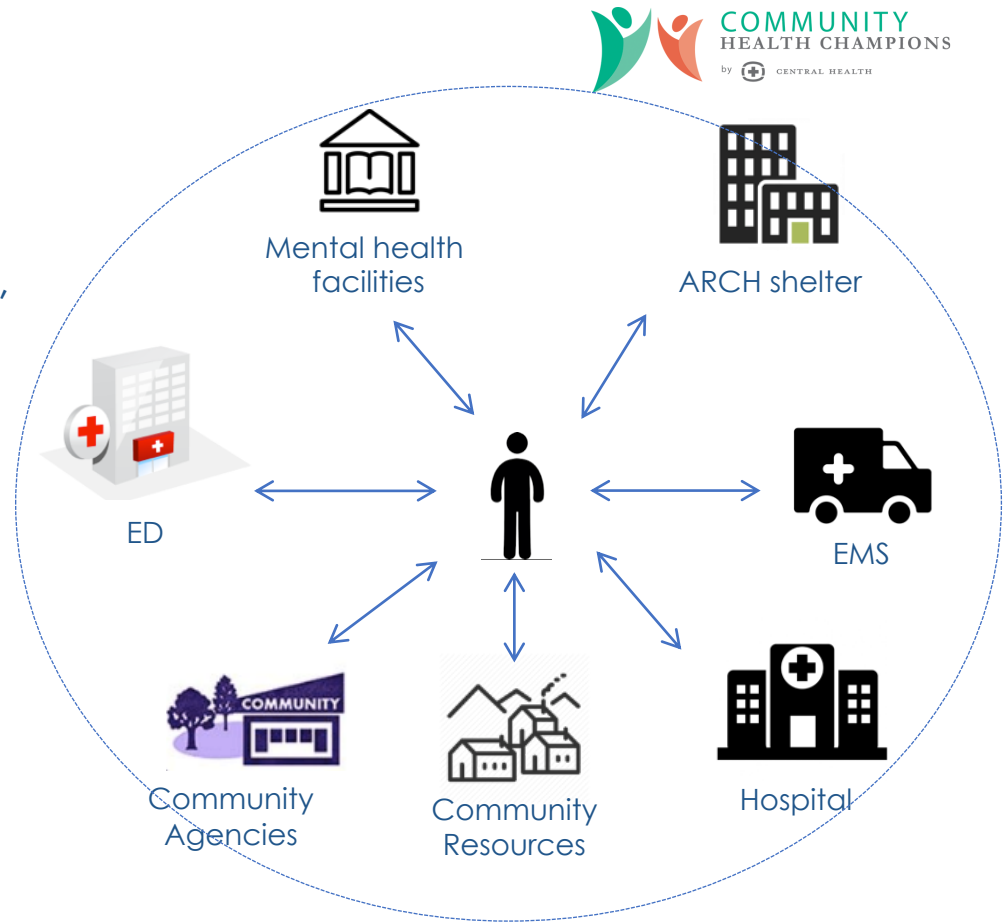 COMMUNITY
HEALTH CHAMPIONS
by CENTRAL HEALTH
Mental health
facilities
ARCH shelter
,
ED
EMS
COMMUNITY
Community
Agencies
Community
Resources
Hospital